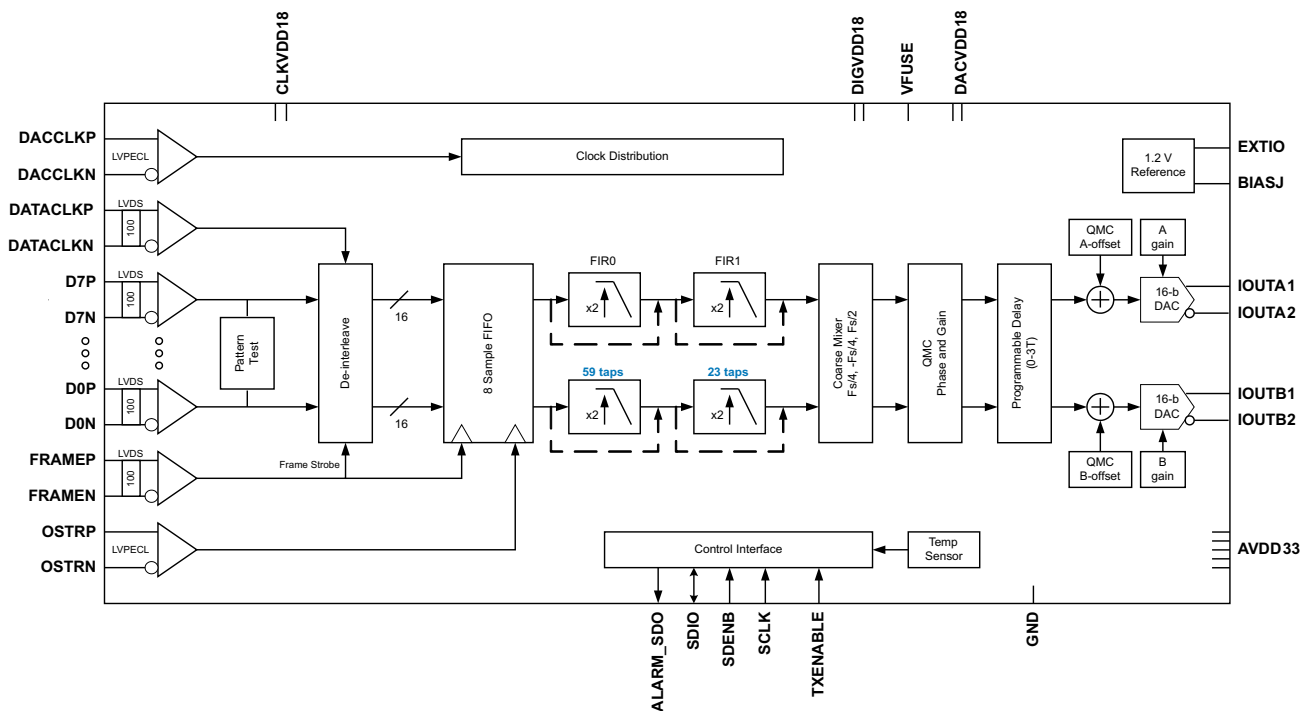 CLKVDD18
DIGVDD18
VFUSE
DACVDD18
DACCLKP
LVPECL
DACCLKN
Clock Distribution
1.2 V
Reference
EXTIO
BIASJ
DATACLKP
LVDS
100
DATACLKN
D7P
LVDS
100
D7N
D0P
LVDS
100
D0N
Pattern
Test
De-interleave
16
16
8 Sample FIFO
FIR0
x2
FIR1
x2
59 taps
x2
23 taps
x2
Coarse Mixer
Fs/4, -Fs/4, Fs/2
QMC
Phase and Gain
Programmable Delay
(0-3T)
QMC
A-offset
A
gain
16-b
DAC
IOUTA1
IOUTA2
16-b
DAC
IOUTB1
IOUTB2
QMC
B-offset
B
gain
FRAMEP
LVDS
100
FRAMEN
Frame Strobe
OSTRP
LVPECL
OSTRN
Control Interface
Temp
Sensor
AVDD33
ALARM_SDO
SDIO
SDENB
SCLK
TXENABLE
GND